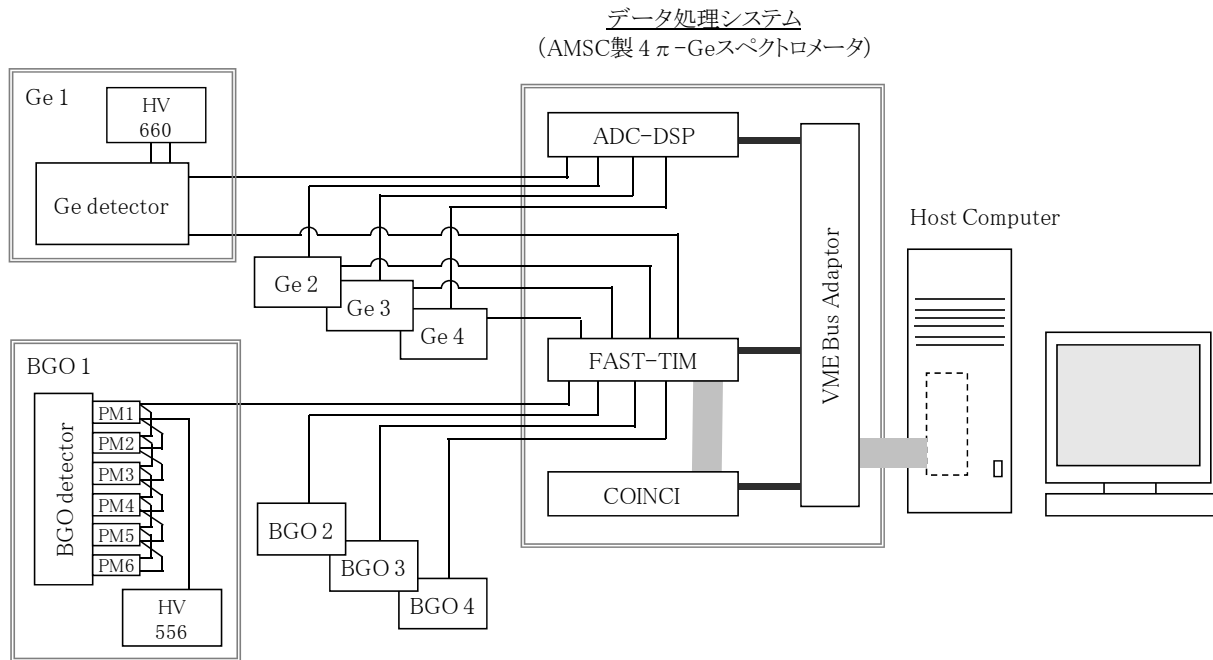 データ処理システム
(AMSC製4π-Geスペクトロメータ)
Ge 1
HV
660
Ge detector
ADC-DSP
VME Bus Adaptor
Host Computer
Ge 2
Ge 3
Ge 4
FAST-TIM
BGO 1
BGO detector
PM1
PM2
PM3
PM4
PM5
PM6
HV
556
COINCI
BGO 2
BGO 3
BGO 4